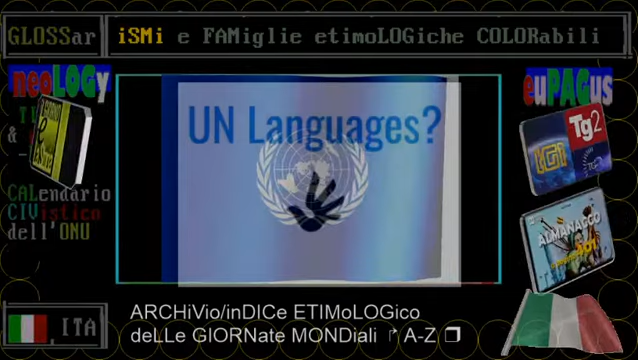 GLOSSar iSMi e FAMiglie etimoLOGiche COLORabili
neoLOGy
euPAGus
UN Languages?
Tg2
TG1
CALendario
CIVistico
dell'ONU
ALMANACCO
ITA
ARCHiVio/inDICe ETIMoLOGico
deLLe GIORNate MONDiali ↱ A-Z ❐